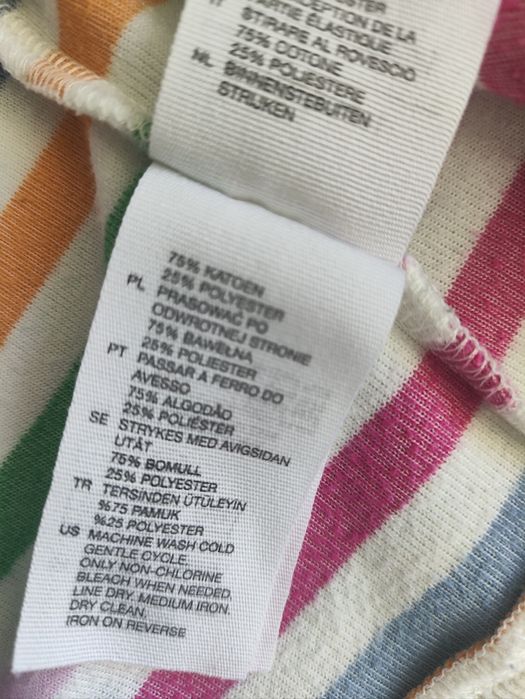 EXCEPTION DE LA
PARTIE ÉLASTIQUE
IT STIRARE AL ROVESCIO
75% COTONE
25% POLIESTERE
NL BINNENSTEBUITEN
STRIJKEN
75% KATOEN
25% POLYESTER
PL PRASOWAĆ PO
ODWROTNEJ STRONIE
75% BAWEŁNA
25% POLIESTER
PT PASSAR A FERRO DO
AVESSO
75% ALGODÃO
25% POLIÉSTER
SE STRYKES MED AVIGSIDAN
UTÅT
75% BOMULL
25% POLYESTER
TR TERSİNDEN ÜTÜLEYİN
%75 PAMUK
%25 POLYESTER
US MACHINE WASH COLD
GENTLE CYCLE.
ONLY NON-CHLORINE
BLEACH WHEN NEEDED.
LINE DRY. MEDIUM IRON.
DRY CLEAN.
IRON ON REVERSE